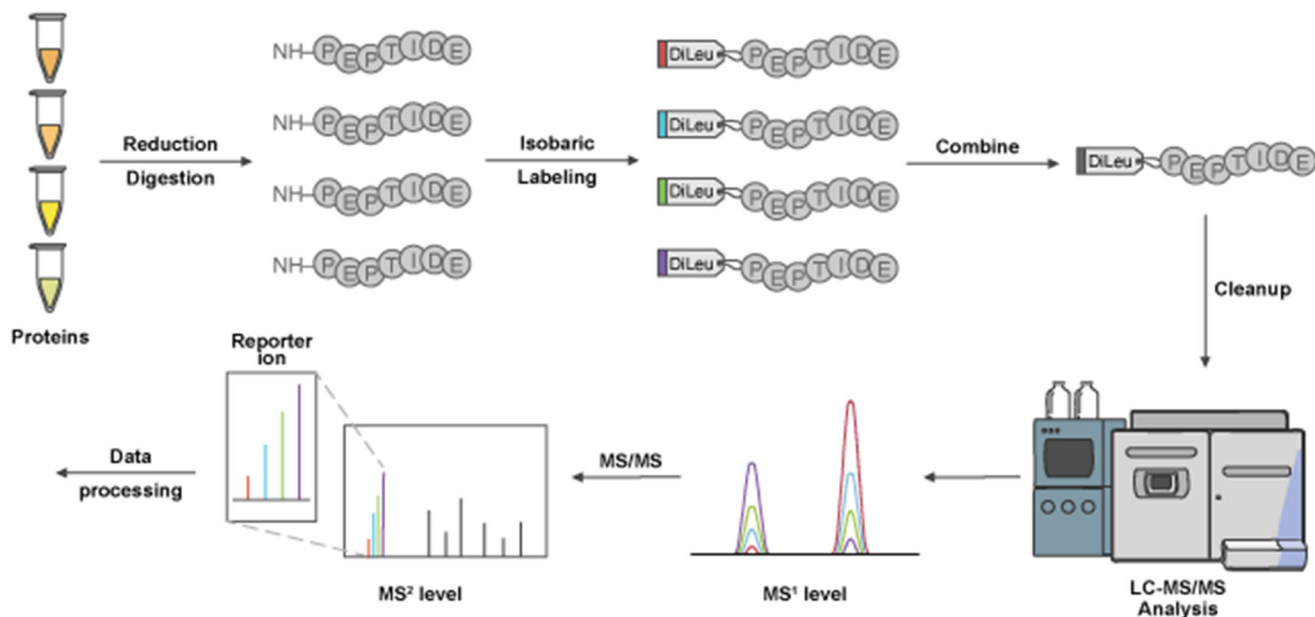 NH-PEPTIDE
NH-PEPTIDE
NH-PEPTIDE
NH-PEPTIDE
DiLeu PEPTIDE
DiLeu PEPTIDE
DiLeu PEPTIDE
DiLeu PEPTIDE
DiLeu PEPTIDE
Reduction
Digestion
Isobaric
Labeling
Combine
Cleanup
Proteins
Reporter
ion
Data
processing
MS/MS
MS² level
MS¹ level
LC-MS/MS
Analysis